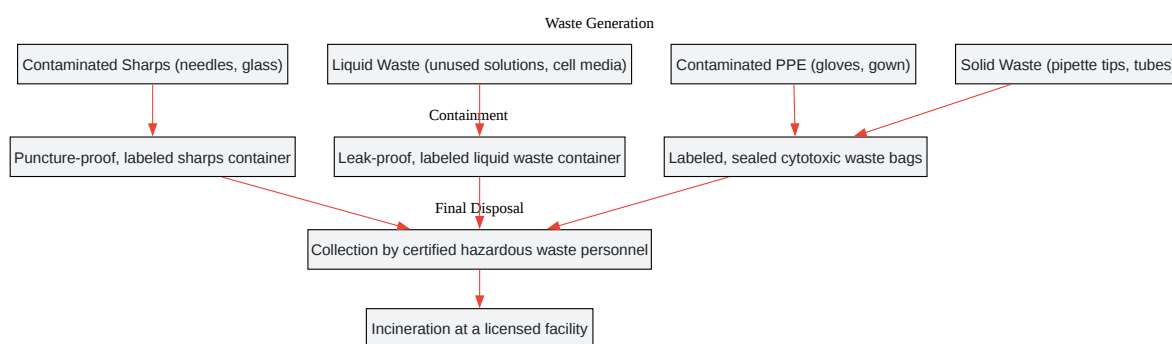 Waste Generation
Contaminated Sharps (needles, glass)
Liquid Waste (unused solutions, cell media)
Contaminated PPE (gloves, gown)
Solid Waste (pipette tips, tubes)
Containment
Puncture-proof, labeled sharps container
Leak-proof, labeled liquid waste container
Labeled, sealed cytotoxic waste bags
Final Disposal
Collection by certified hazardous waste personnel
Incineration at a licensed facility